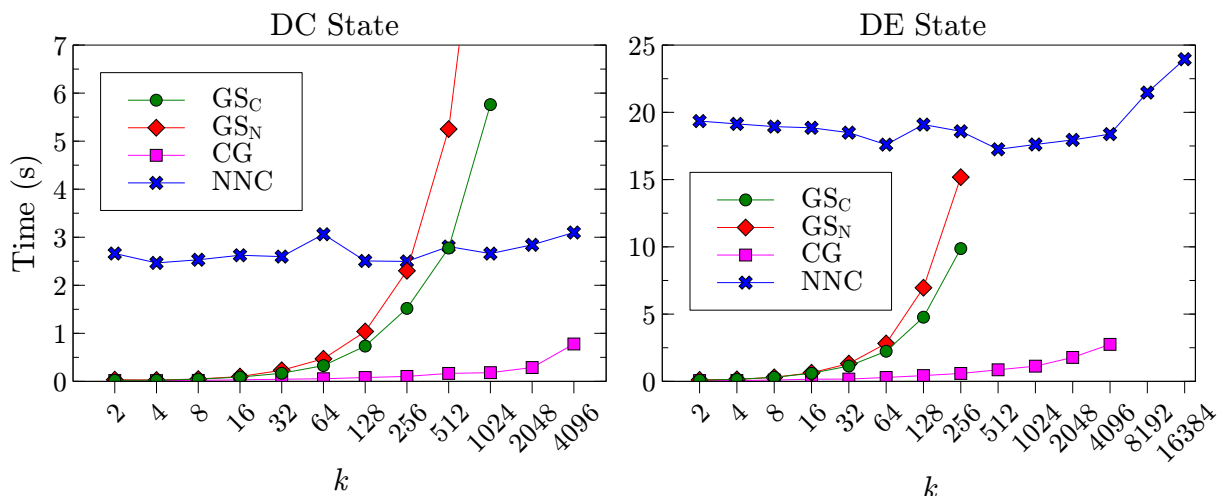 DC State
Time (s)
7
6
5
4
3
2
1
0
GS_C
GS_N
CG
NNC
2 4 8 16 32 64 128 256 512 1024 2048 4096
k
DE State
25
20
15
10
5
0
GS_C
GS_N
CG
NNC
2 4 8 16 32 64 128 256 512 1024 2048 4096 8192 16384
k